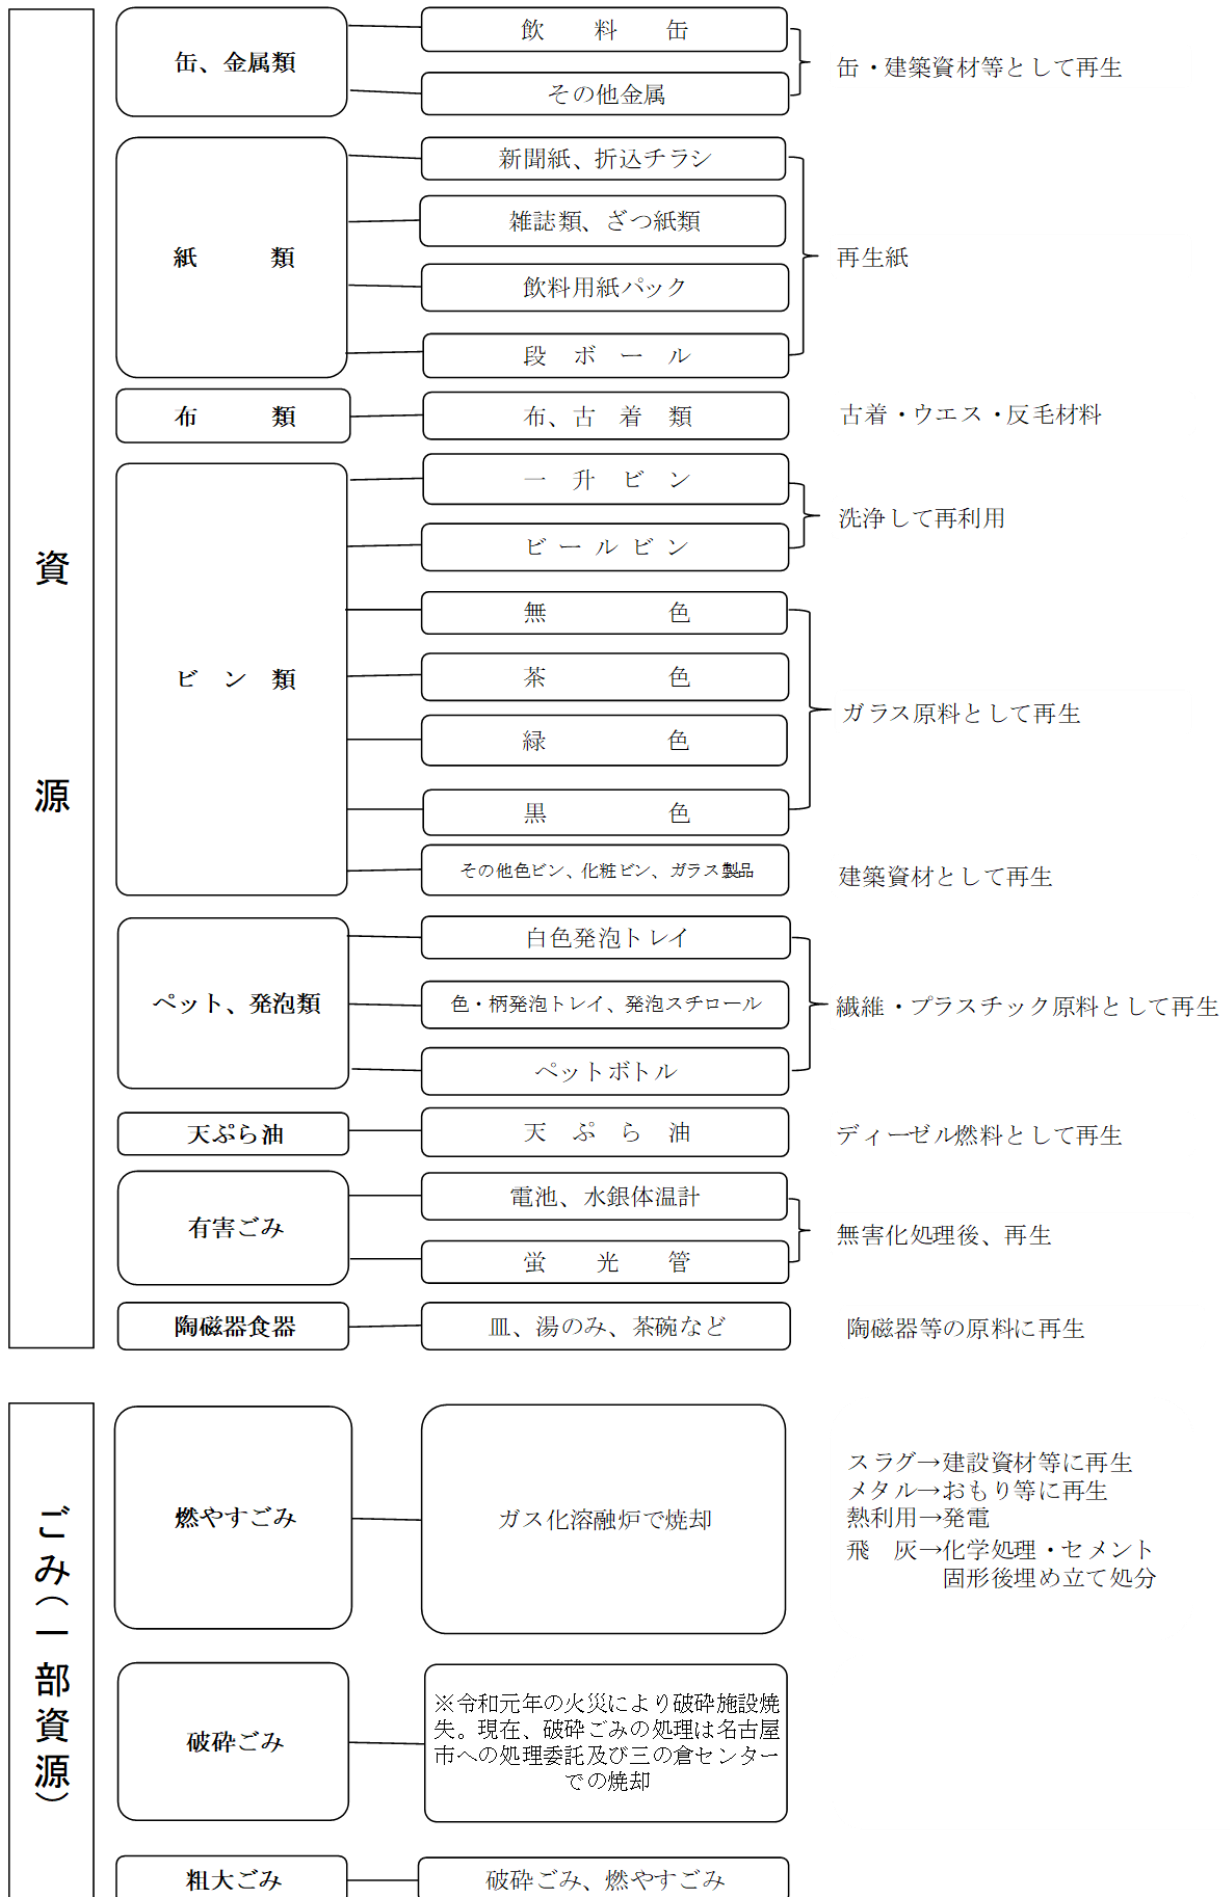 資源
缶、金属類
飲料缶
その他金属
缶・建築資材等として再生
紙類
新聞紙、折込チラシ
雑誌類、ざつ紙類
飲料用紙パック
段ボール
再生紙
布類
布、古着類
古着・ウエス・反毛材料
ビン類
一升ビン
ビールビン
洗浄して再利用
無色
茶色
緑色
黒色
ガラス原料として再生
その他色ビン、化粧ビン、ガラス製品
建築資材として再生
ペット、発泡類
白色発泡トレイ
色・柄発泡トレイ、発泡スチロール
ペットボトル
繊維・プラスチック原料として再生
天ぷら油
天ぷら油
ディーゼル燃料として再生
有害ごみ
電池、水銀体温計
蛍光管
無害化処理後、再生
陶磁器食器
皿、湯のみ、茶碗など
陶磁器等の原料に再生
ごみ（一部資源）
燃やすごみ
ガス化溶融炉で焼却
スラグ→建設資材等に再生
メタル→おもり等に再生
熱利用→発電
飛　灰→化学処理・セメント
固形後埋め立て処分
破砕ごみ
※令和元年の火災により破砕施設焼
失。現在、破砕ごみの処理は名古屋
市への処理委託及び三の倉センター
での焼却
粗大ごみ
破砕ごみ、燃やすごみ